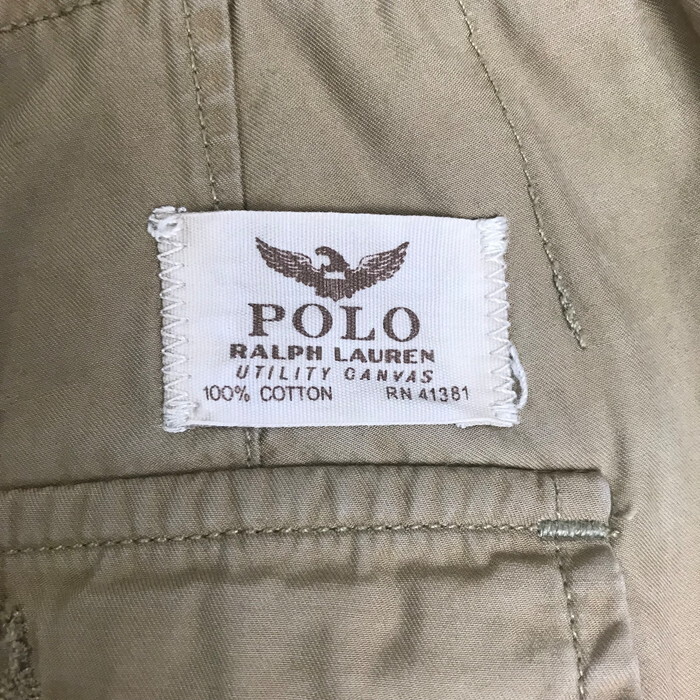 POLO
RALPH LAUREN
UTILITY CANVAS
100% COTTON RN 41381